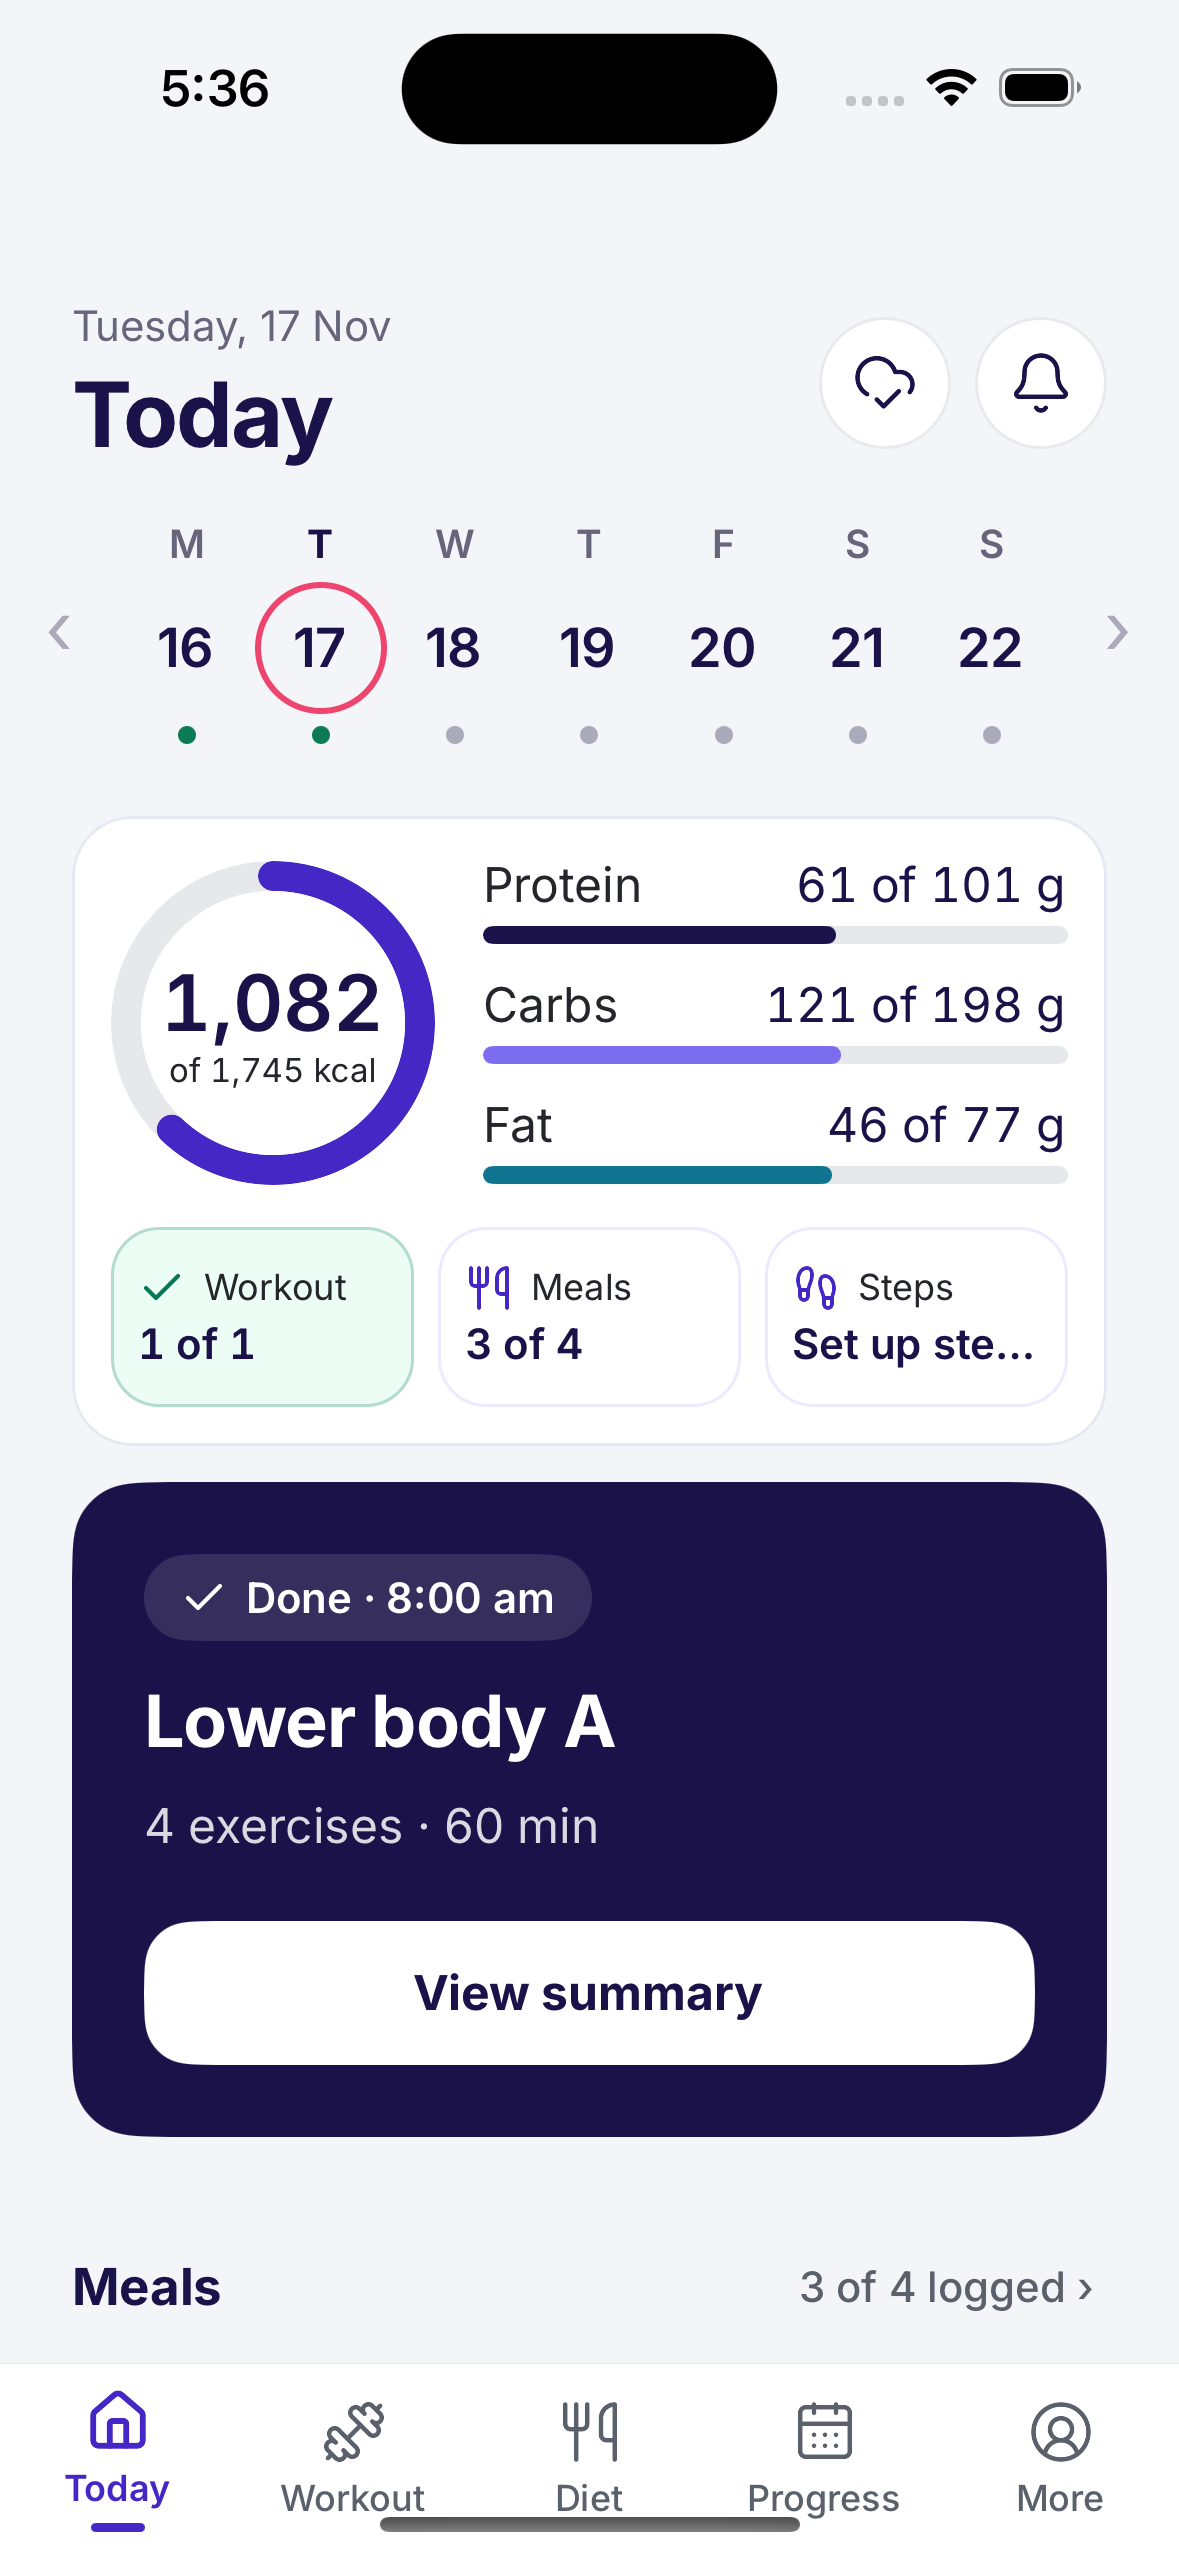 5:36
Tuesday, 17 Nov
Today
M T W T F S S
‹ 16 17 18 19 20 21 22 ›
1,082
of 1,745 kcal
Protein 61 of 101 g
Carbs 121 of 198 g
Fat 46 of 77 g
Workout
1 of 1
Meals
3 of 4
Steps
Set up ste...
Done · 8:00 am
Lower body A
4 exercises · 60 min
View summary
Meals 3 of 4 logged ›
Today Workout Diet Progress More